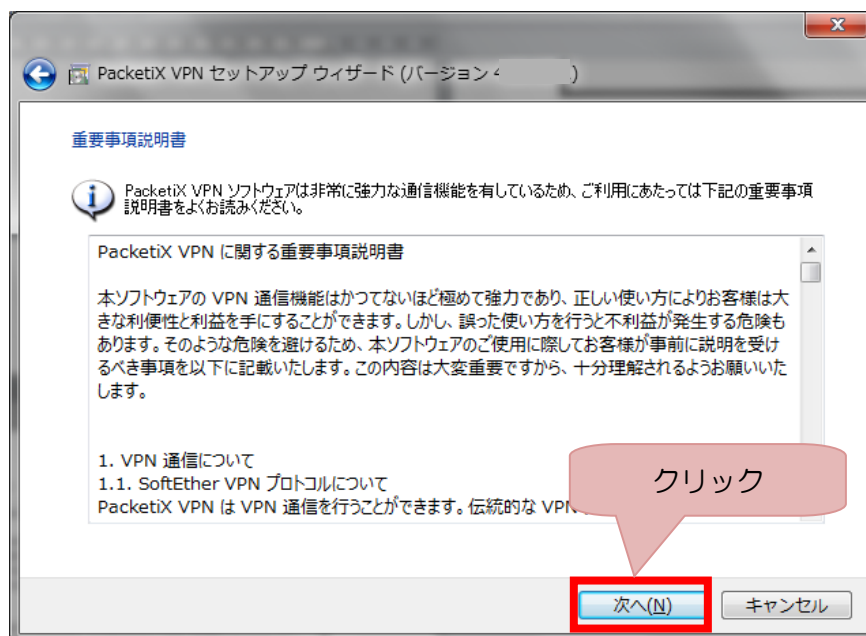 PacketiX VPN セットアップ ウィザード (バージョン 4 )
重要事項説明書
PacketiX VPN ソフトウェアは非常に強力な通信機能を有しているため、ご利用にあたっては下記の重要事項
説明書をよくお読みください。
PacketiX VPN に関する重要事項説明書
本ソフトウェアの VPN 通信機能はかつてないほど極めて強力であり、正しい使い方によりお客様は大
きな利便性と利益を手にすることができます。しかし、誤った使い方を行うと不利益が発生する危険も
あります。そのような危険を避けるため、本ソフトウェアのご使用に際してお客様が事前に説明を受け
るべき事項を以下に記載いたします。この内容は大変重要ですから、十分理解されるようお願いいた
します。
1. VPN 通信について
1.1. SoftEther VPN プロトコルについて
PacketiX VPN は VPN 通信を行うことができます。伝統的な VPN
クリック
次へ(N)
キャンセル